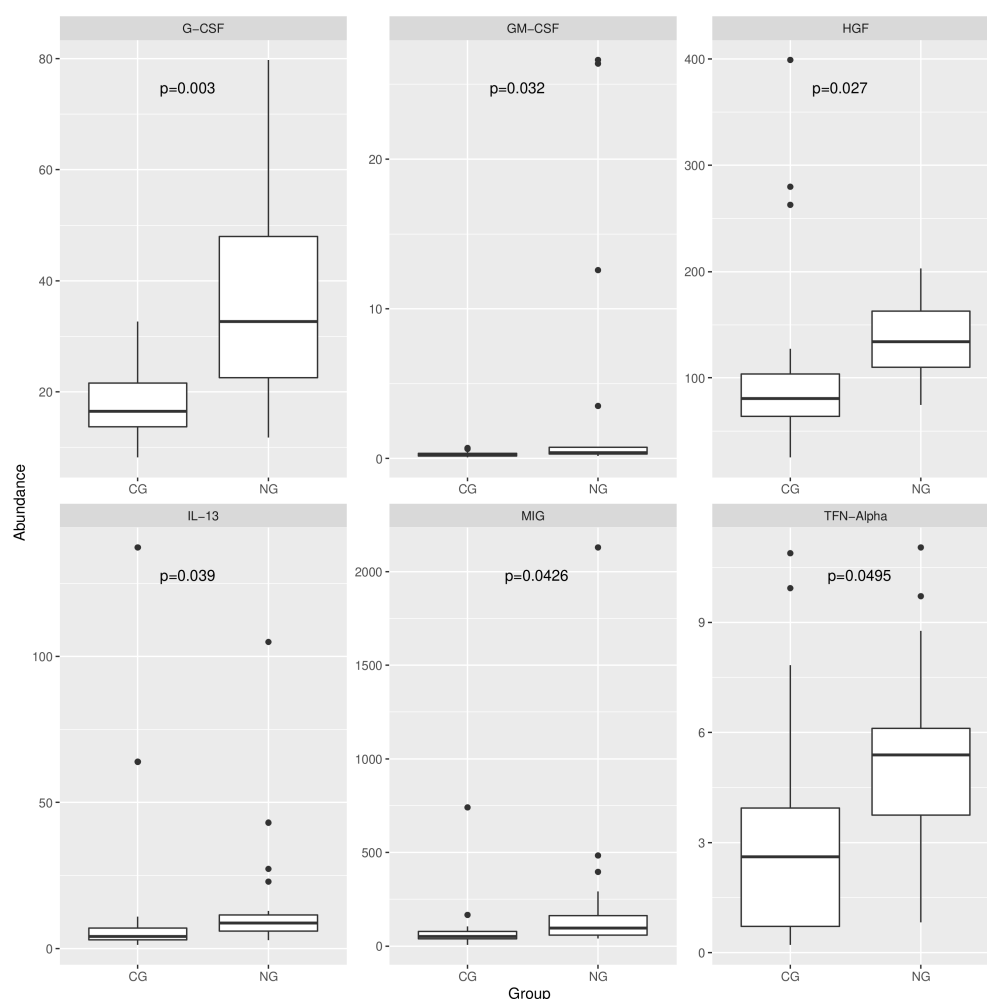 G−CSF
GM−CSF
HGF
p=0.003
p=0.032
p=0.027
80
60
40
20
20
10
0
400
300
200
100
CG
NG
CG
NG
CG
NG
Abundance
IL−13
MIG
TFN−Alpha
p=0.039
p=0.0426
p=0.0495
100
50
0
2000
1500
1000
500
0
9
6
3
0
CG
NG
CG
NG
CG
NG
Group